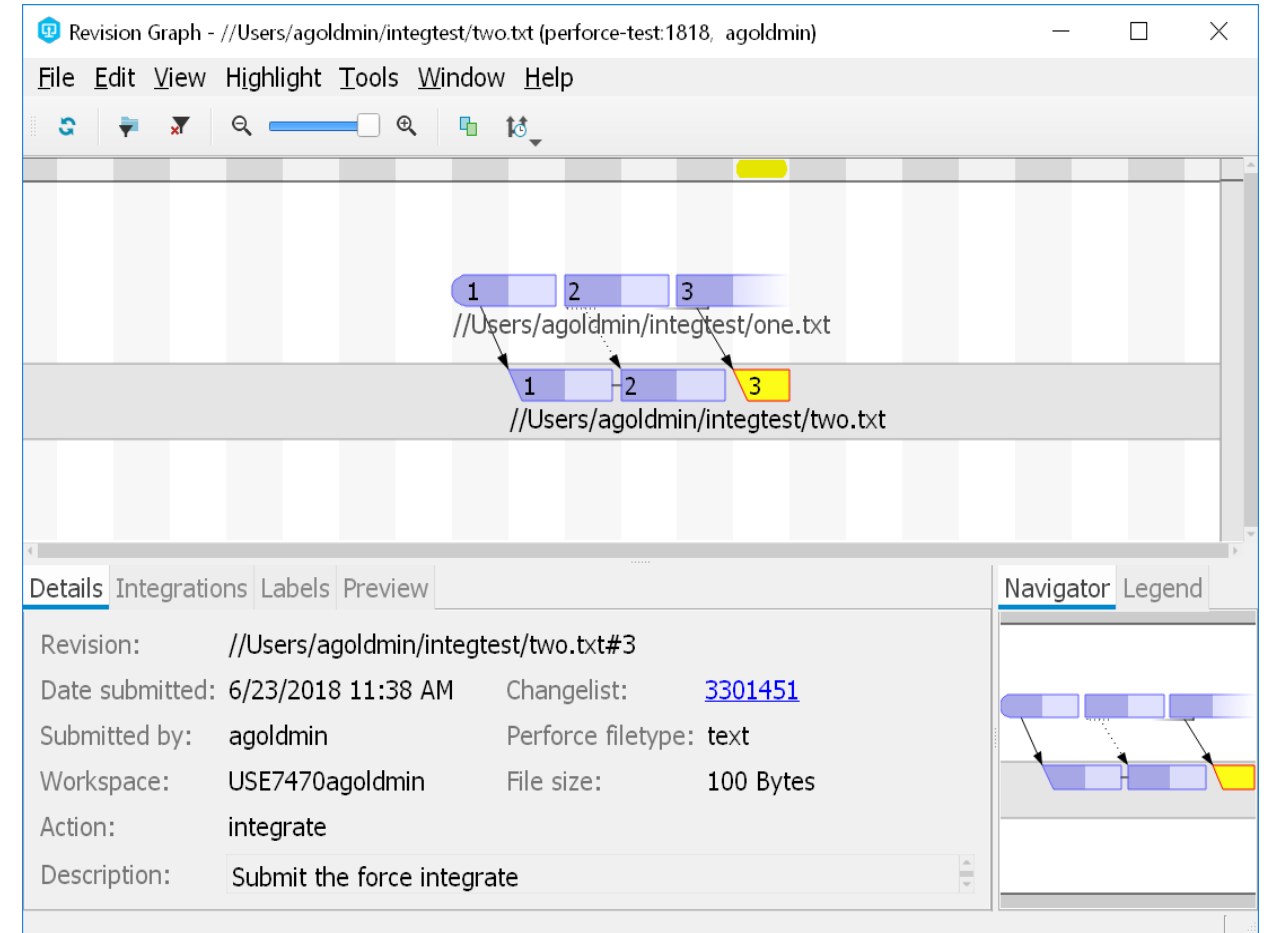 Revision Graph - //Users/agoldmin/integtest/two.txt (perforce-test:1818, agoldmin)
File Edit View Highlight Tools Window Help
1 2 3
//Users/agoldmin/integtest/one.txt
1 2 3
//Users/agoldmin/integtest/two.txt
Details Integrations Labels Preview Navigator Legend
Revision: //Users/agoldmin/integtest/two.txt#3
Date submitted: 6/23/2018 11:38 AM Changelist: 3301451
Submitted by: agoldmin Perforce filetype: text
Workspace: USE7470agoldmin File size: 100 Bytes
Action: integrate
Description: Submit the force integrate